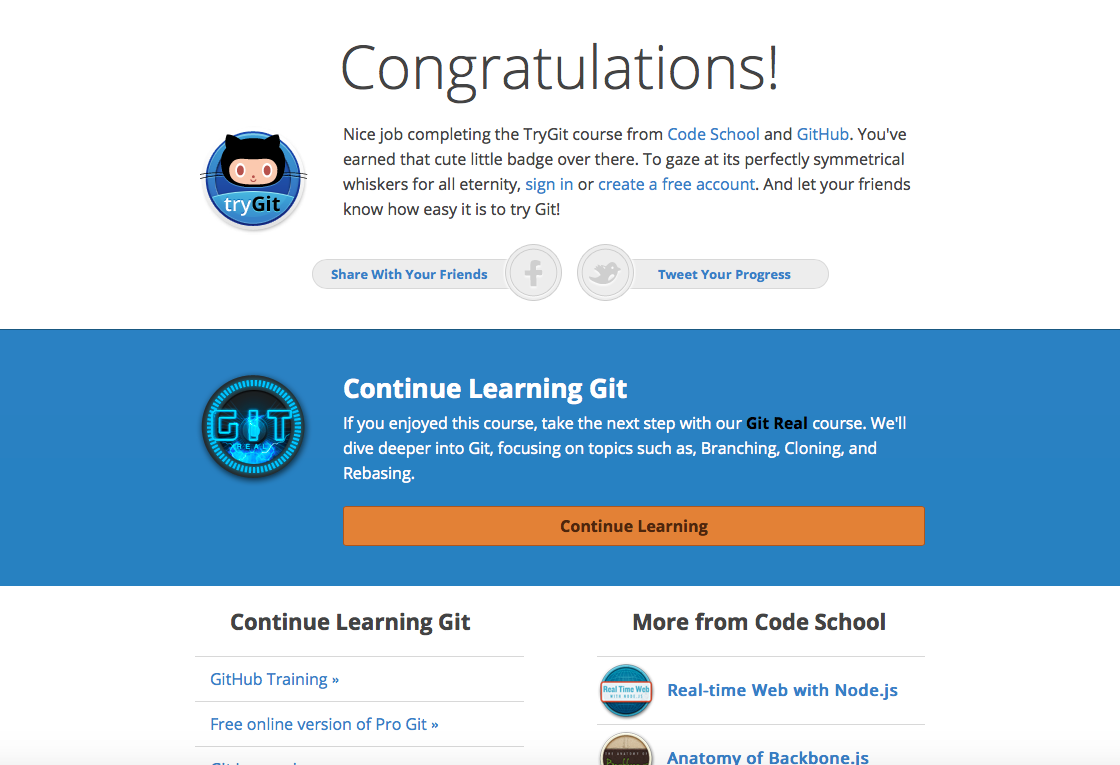 Congratulations!
Nice job completing the TryGit course from Code School and GitHub. You've
earned that cute little badge over there. To gaze at its perfectly symmetrical
whiskers for all eternity, sign in or create a free account. And let your friends
know how easy it is to try Git!
tryGit
Share With Your Friends
Tweet Your Progress
GIT
REAL
Continue Learning Git
If you enjoyed this course, take the next step with our Git Real course. We'll
dive deeper into Git, focusing on topics such as, Branching, Cloning, and
Rebasing.
Continue Learning
Continue Learning Git
GitHub Training »
Free online version of Pro Git »
More from Code School
Real Time Web
WITH NODE.JS
Real-time Web with Node.js
THE ANATOMY OF
Anatomy of Backbone.js